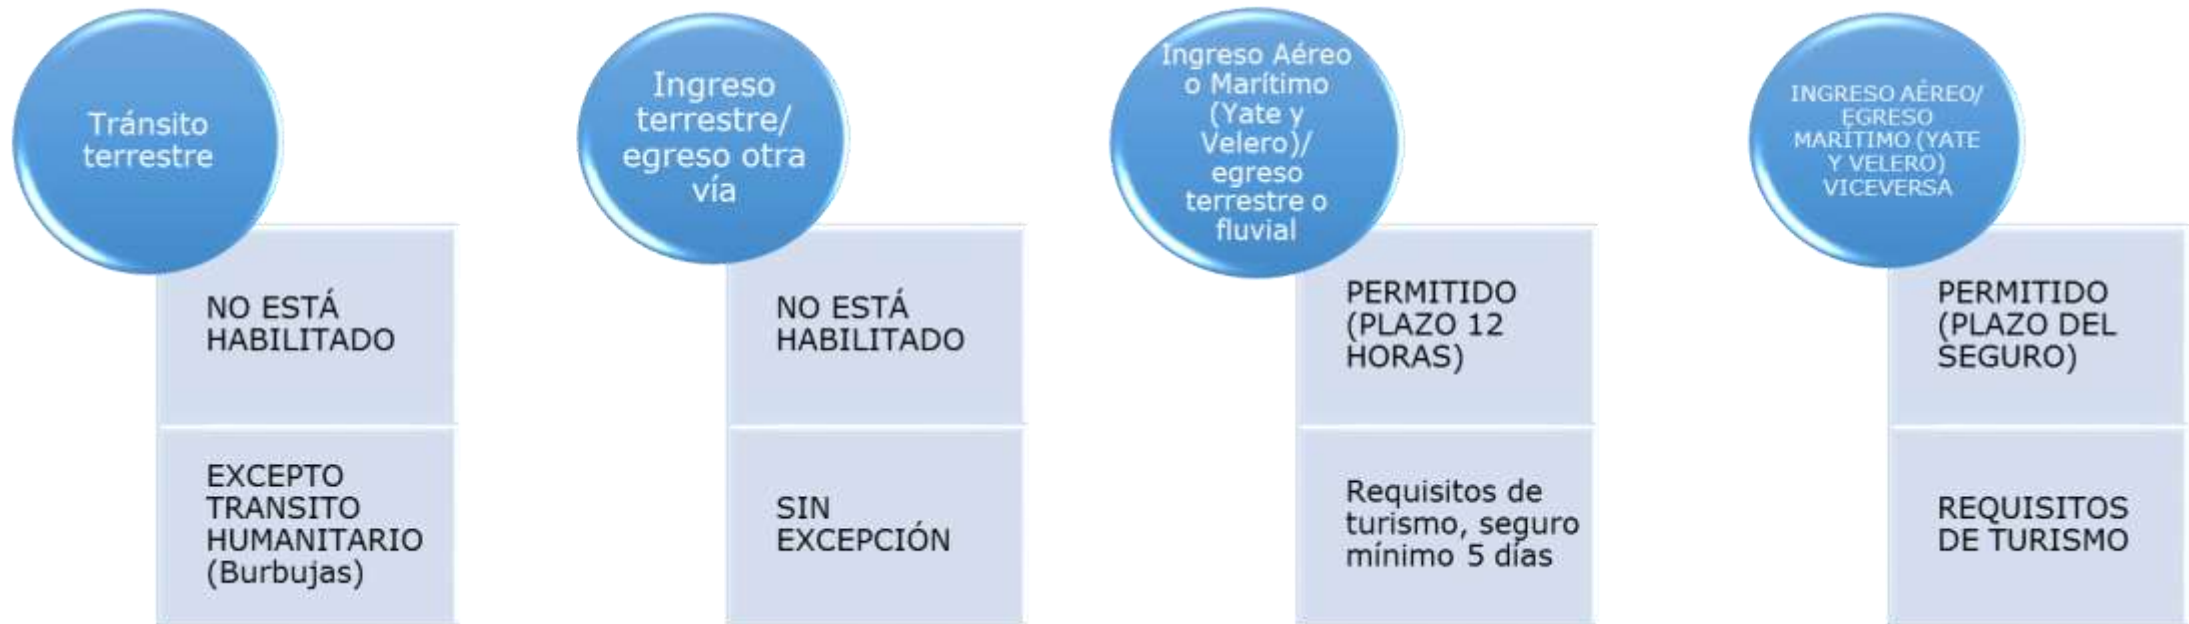 Tránsito
terrestre
NO ESTÁ
HABILITADO
EXCEPTO
TRANSITO
HUMANITARIO
(Burbujas)
Ingreso
terrestre/
egreso otra
vía
NO ESTÁ
HABILITADO
SIN
EXCEPCIÓN
Ingreso Aéreo
o Marítimo
(Yate y
Velero)/
egreso
terrestre o
fluvial
PERMITIDO
(PLAZO 12
HORAS)
Requisitos de
turismo, seguro
mínimo 5 días
INGRESO AÉREO/
EGRESO
MARÍTIMO (YATE
Y VELERO)
VICEVERSA
PERMITIDO
(PLAZO DEL
SEGURO)
REQUISITOS
DE TURISMO